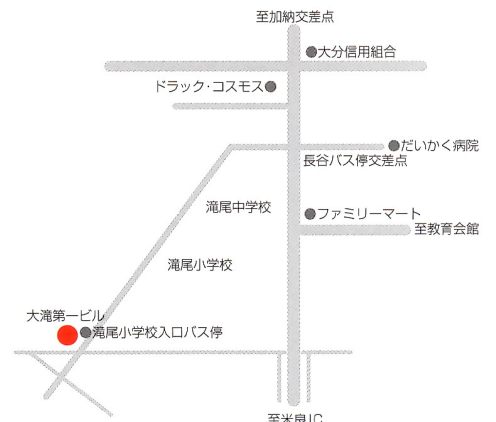 至加納交差点
大分信用組合
ドラック・コスモス
だいかく病院
長谷バス停交差点
滝尾中学校
ファミリーマート
至教育会館
滝尾小学校
大滝第一ビル
滝尾小学校入口バス停
至米良IC